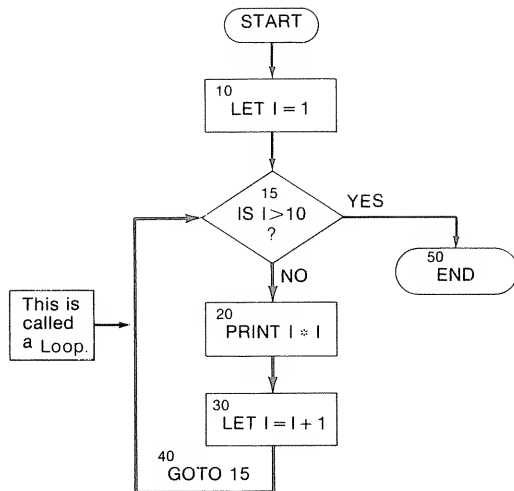 START
10
LET I = 1
15
IS I > 10
?
YES
50
END
NO
This is
called
a Loop.
20
PRINT I * I
30
LET I = I + 1
40
GOTO 15